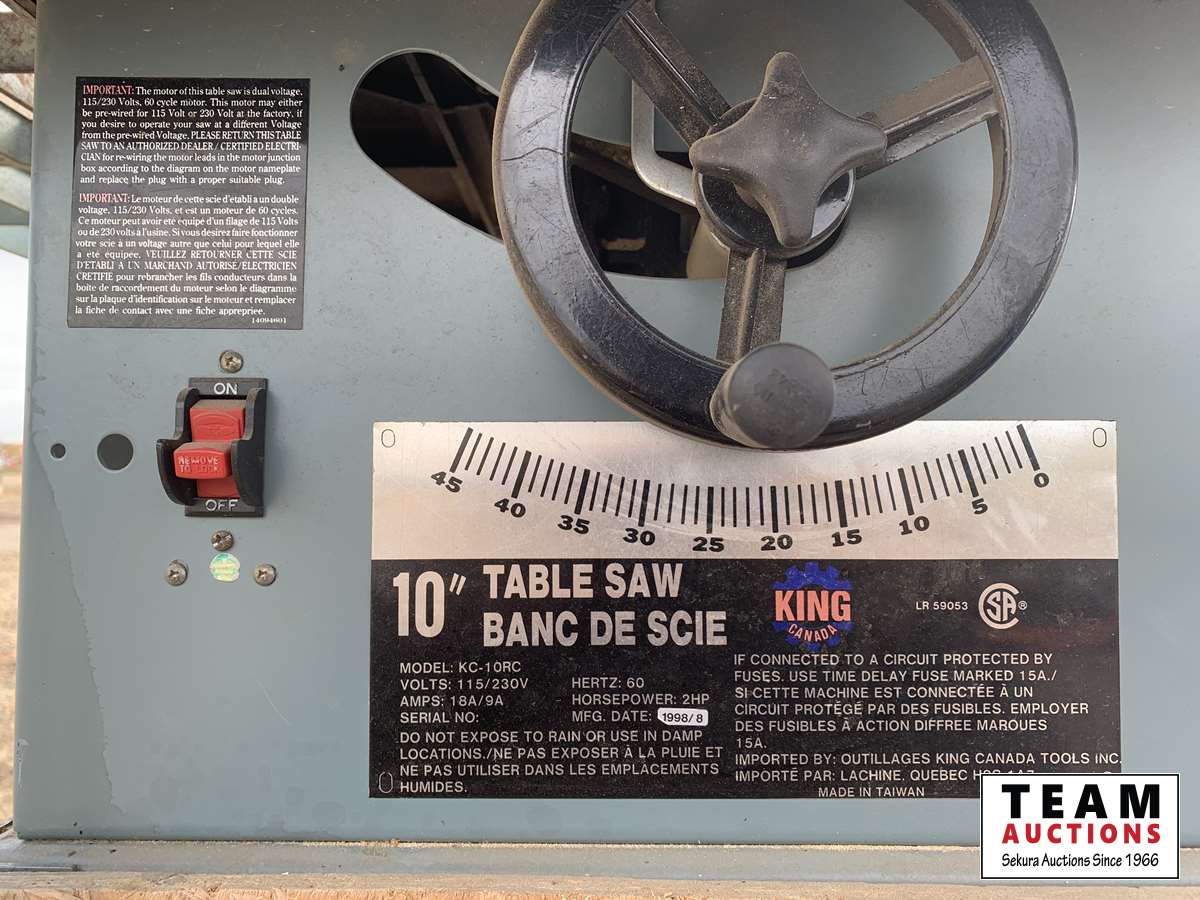 IMPORTANT: The motor of this table saw is dual voltage,
115/230 Volts, 60 cycle motor. This motor may either
be pre-wired for 115 Volt or 230 Volt at the factory, if
you desire to operate your saw at a different Voltage
from the pre-wired Voltage, PLEASE RETURN THIS TABLE
SAW TO AN AUTHORIZED DEALER / CERTIFIED ELECTRI-
CIAN for re-wiring the motor leads in the motor junction
box according to the diagram on the motor nameplate
and replace the plug with a proper suitable plug.
IMPORTANT: Le moteur de cette scie d'etabli a un double
voltage, 115/230 Volts, et est un moteur de 60 cycles.
Ce moteur peut avoir eté equipé d'un filage de 115 Volts
ou de 230 volts à l'usine. Si vous desirez faire fonctionner
votre scie à un voltage autre que celui pour lequel elle
a eté équipée. VEUILLEZ RETOURNER CETTE SCIE
D'ETABLI A UN MARCHAND AUTORISÉ/ELECTRICIEN
CRETIFIÉ pour rebrancher les fils conducteurs dans la
boite de raccordement du moteur selon le diagramme
sur la plaque d'identification sur le moteur et remplacer
la fiche de contact avec une fiche appreprièe.
14094601
ON
REMOVE
TO LOCK
OFF
45 40 35 30 25 20 15 10 5 0
10" TABLE SAW
BANC DE SCIE
KING
CANADA
LR 59053 SA®
MODEL: KC-10RC
VOLTS: 115/230V HERTZ: 60
AMPS: 18A/9A HORSEPOWER: 2HP
SERIAL NO: MFG. DATE: 1998/8
DO NOT EXPOSE TO RAIN OR USE IN DAMP
LOCATIONS./NE PAS EXPOSER À LA PLUIE ET
NE PAS UTILISER DANS LES EMPLACEMENTS
HUMIDES.
IF CONNECTED TO A CIRCUIT PROTECTED BY
FUSES. USE TIME DELAY FUSE MARKED 15A./
SI CETTE MACHINE EST CONNECTÉE À UN
CIRCUIT PROTÈGÉ PAR DES FUSIBLES. EMPLOYER
DES FUSIBLES À ACTION DIFFREE MAROUES
15A.
IMPORTED BY: OUTILLAGES KING CANADA TOOLS INC.
IMPORTÉ PAR: LACHINE. QUEBEC
MADE IN TAIWAN
TEAM
AUCTIONS
Sekura Auctions Since 1966